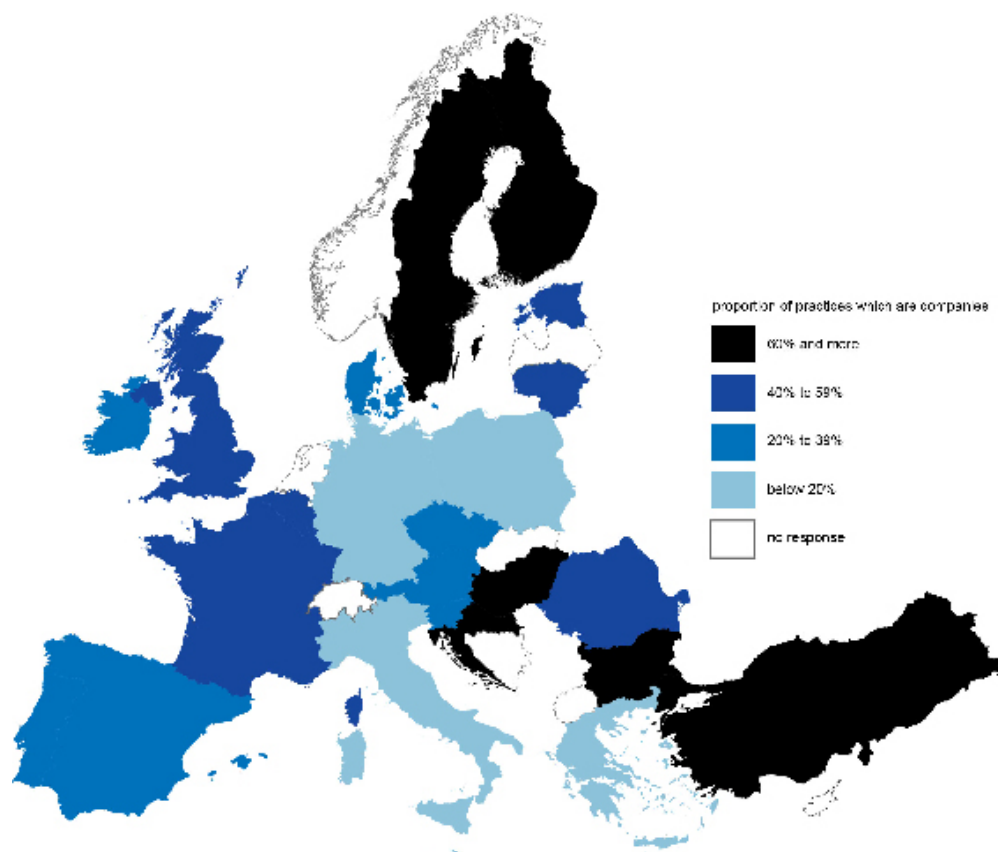 proportion of practices which are companies
60% and more
40% to 59%
20% to 39%
below 20%
no response